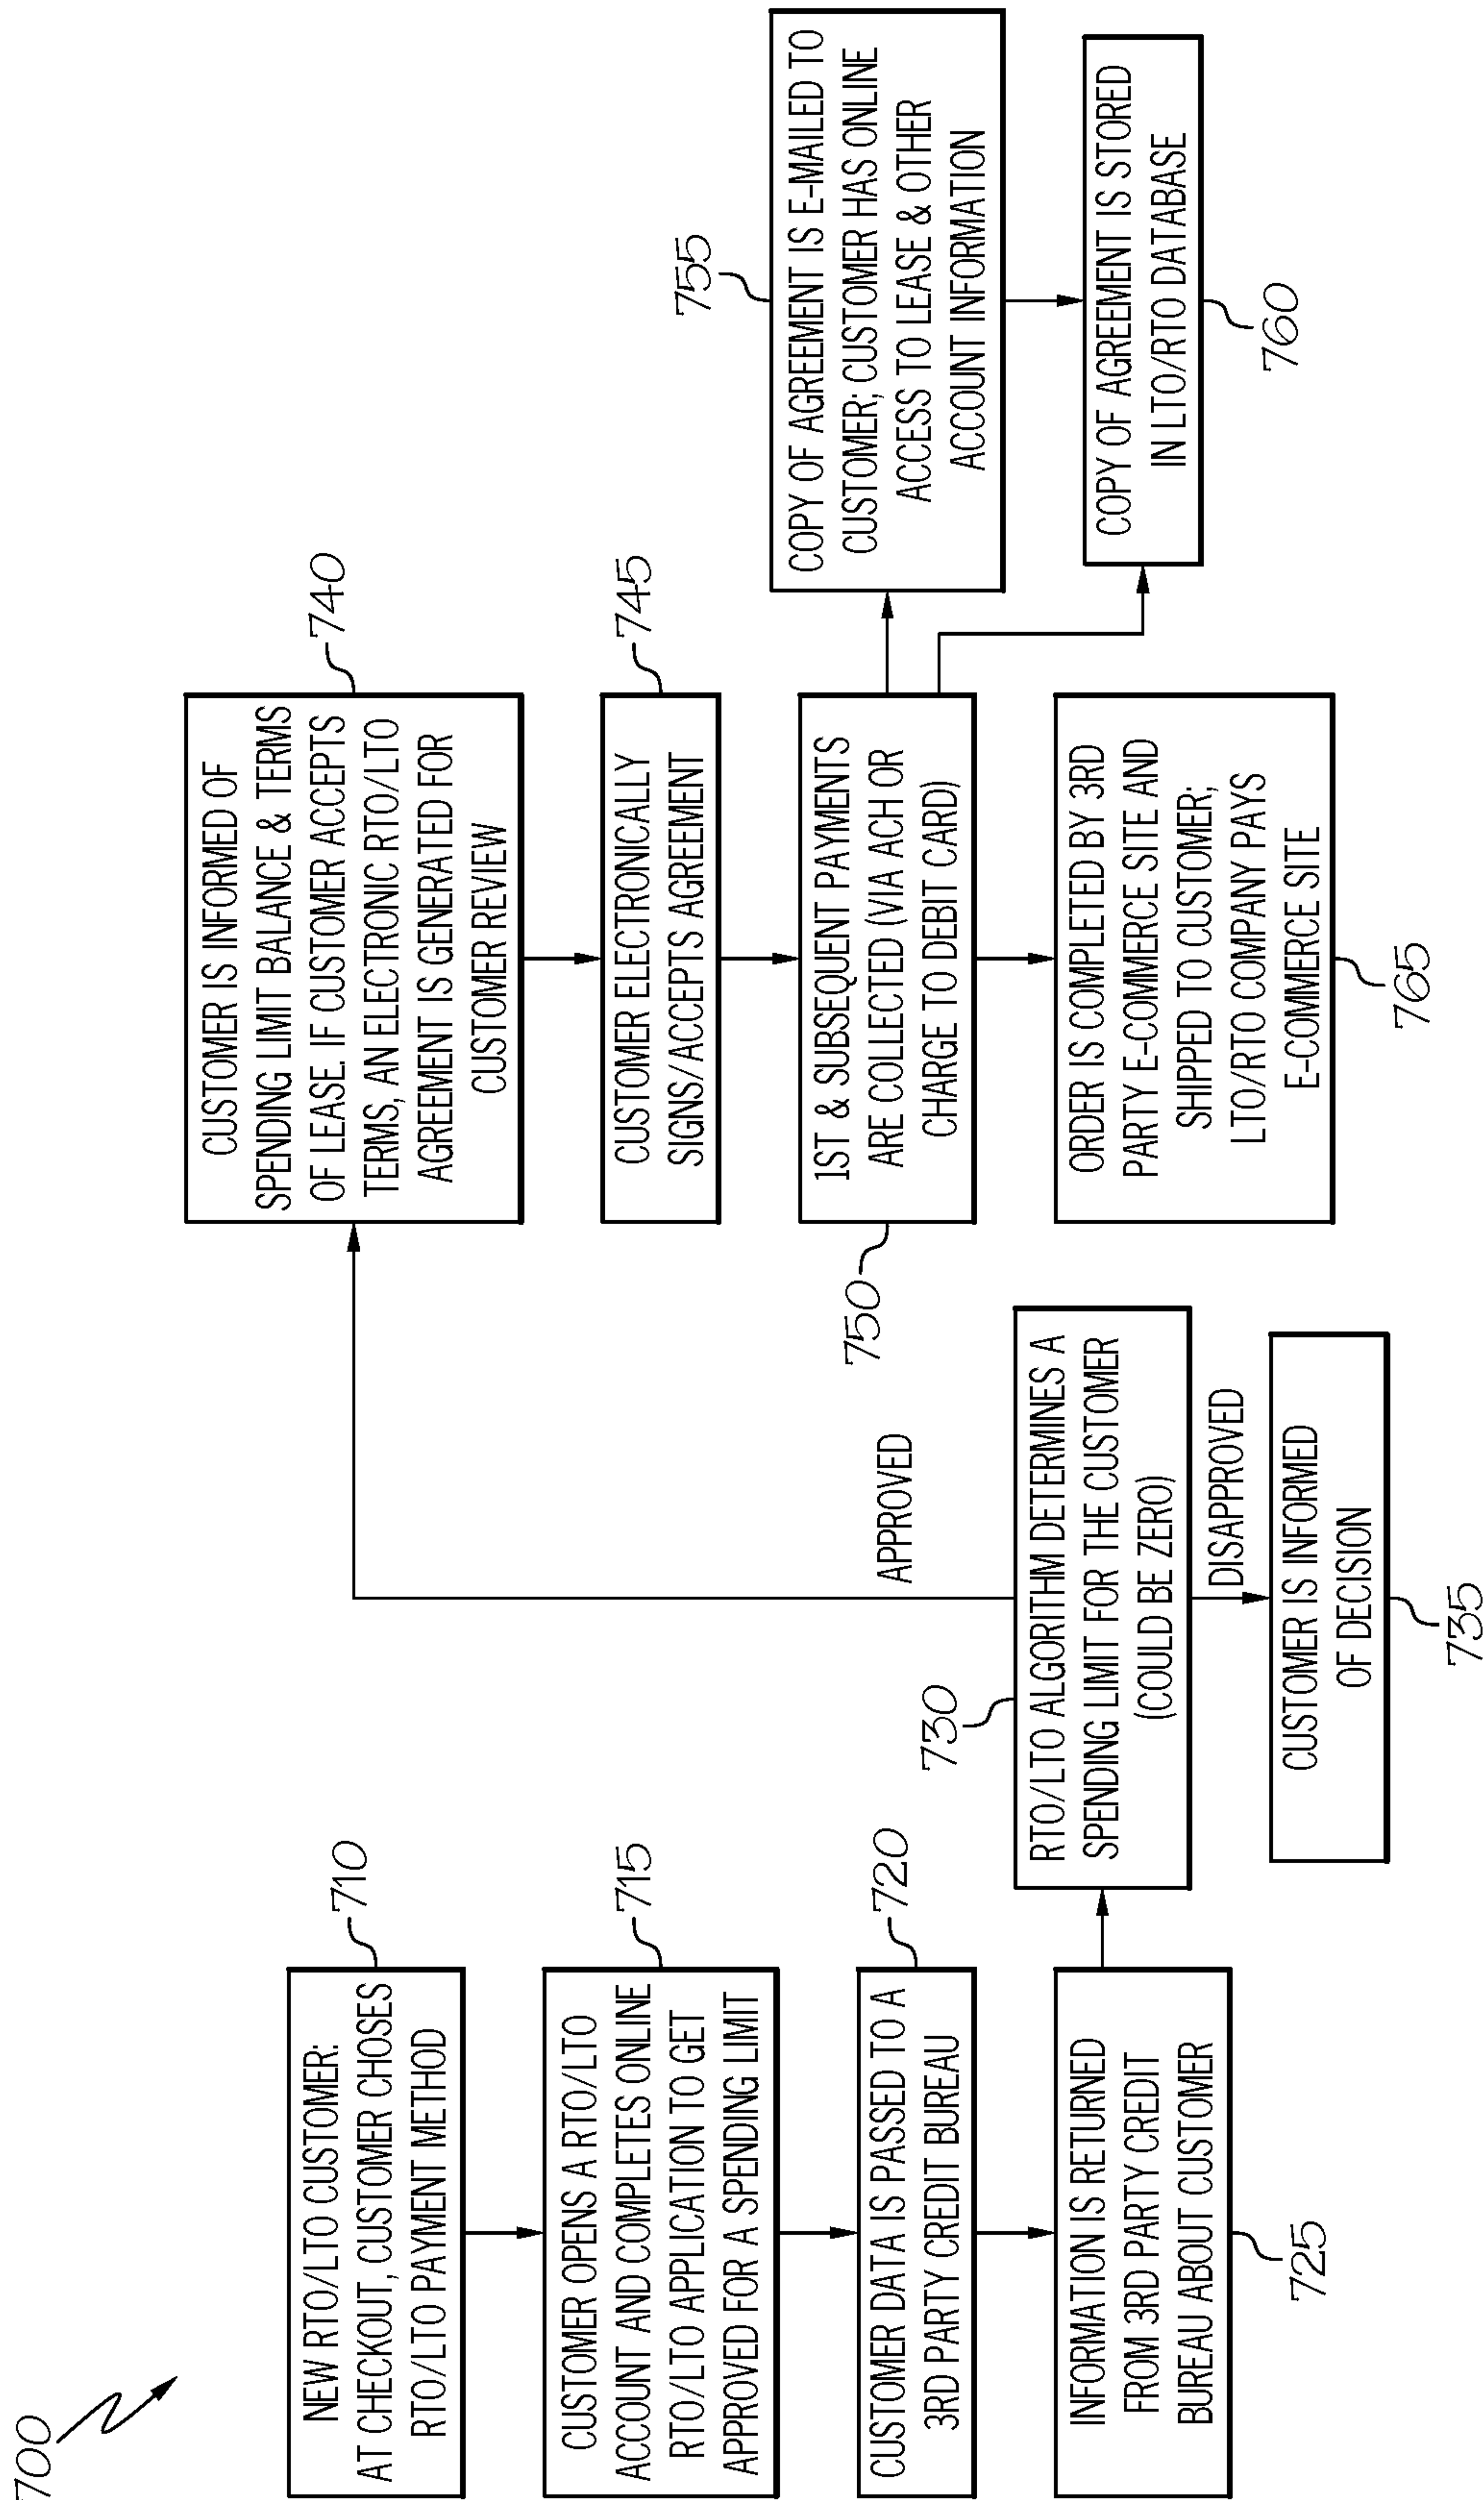 700
710
NEW RTO/LTO CUSTOMER:
AT CHECKOUT, CUSTOMER CHOSES
RTO/LTO PAYMENT METHOD
715
CUSTOMER OPENS A RTO/LTO
ACCOUNT AND COMPLETES ONLINE
RTO/LTO APPLICATION TO GET
APPROVED FOR A SPENDING LIMIT
720
CUSTOMER DATA IS PASSED TO A
3RD PARTY CREDIT BUREAU
INFORMATION IS RETURNED
FROM 3RD PARTY CREDIT
BUREAU ABOUT CUSTOMER
725
730
RTO/LTO ALGORITHM DETERMINES A
SPENDING LIMIT FOR THE CUSTOMER
(COULD BE ZERO)
APPROVED
DISAPPROVED
CUSTOMER IS INFORMED
OF DECISION
735
740
CUSTOMER IS INFORMED OF
SPENDING LIMIT BALANCE & TERMS
OF LEASE. IF CUSTOMER ACCEPTS
TERMS, AN ELECTRONIC RTO/LTO
AGREEMENT IS GENERATED FOR
CUSTOMER REVIEW
745
CUSTOMER ELECTRONICALLY
SIGNS/ACCEPTS AGREEMENT
750
1ST & SUBSEQUENT PAYMENTS
ARE COLLECTED (VIA ACH OR
CHARGE TO DEBIT CARD)
ORDER IS COMPLETED BY 3RD
PARTY E-COMMERCE SITE AND
SHIPPED TO CUSTOMER;
LTO/RTO COMPANY PAYS
E-COMMERCE SITE
765
755
COPY OF AGREEMENT IS E-MAILED TO
CUSTOMER; CUSTOMER HAS ONLINE
ACCESS TO LEASE & OTHER
ACCOUNT INFORMATION
COPY OF AGREEMENT IS STORED
IN LTO/RTO DATABASE
760